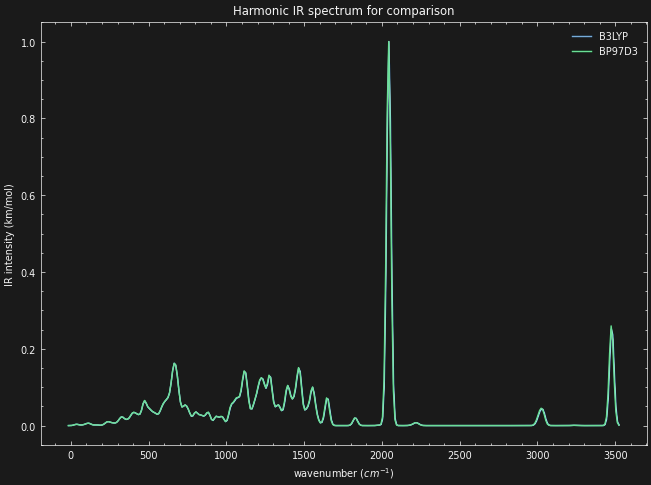 Harmonic IR spectrum for comparison
B3LYP
BP97D3
IR intensity (km/mol)
1.0
0.8
0.6
0.4
0.2
0.0
0 500 1000 1500 2000 2500 3000 3500
wavenumber (cm⁻¹)